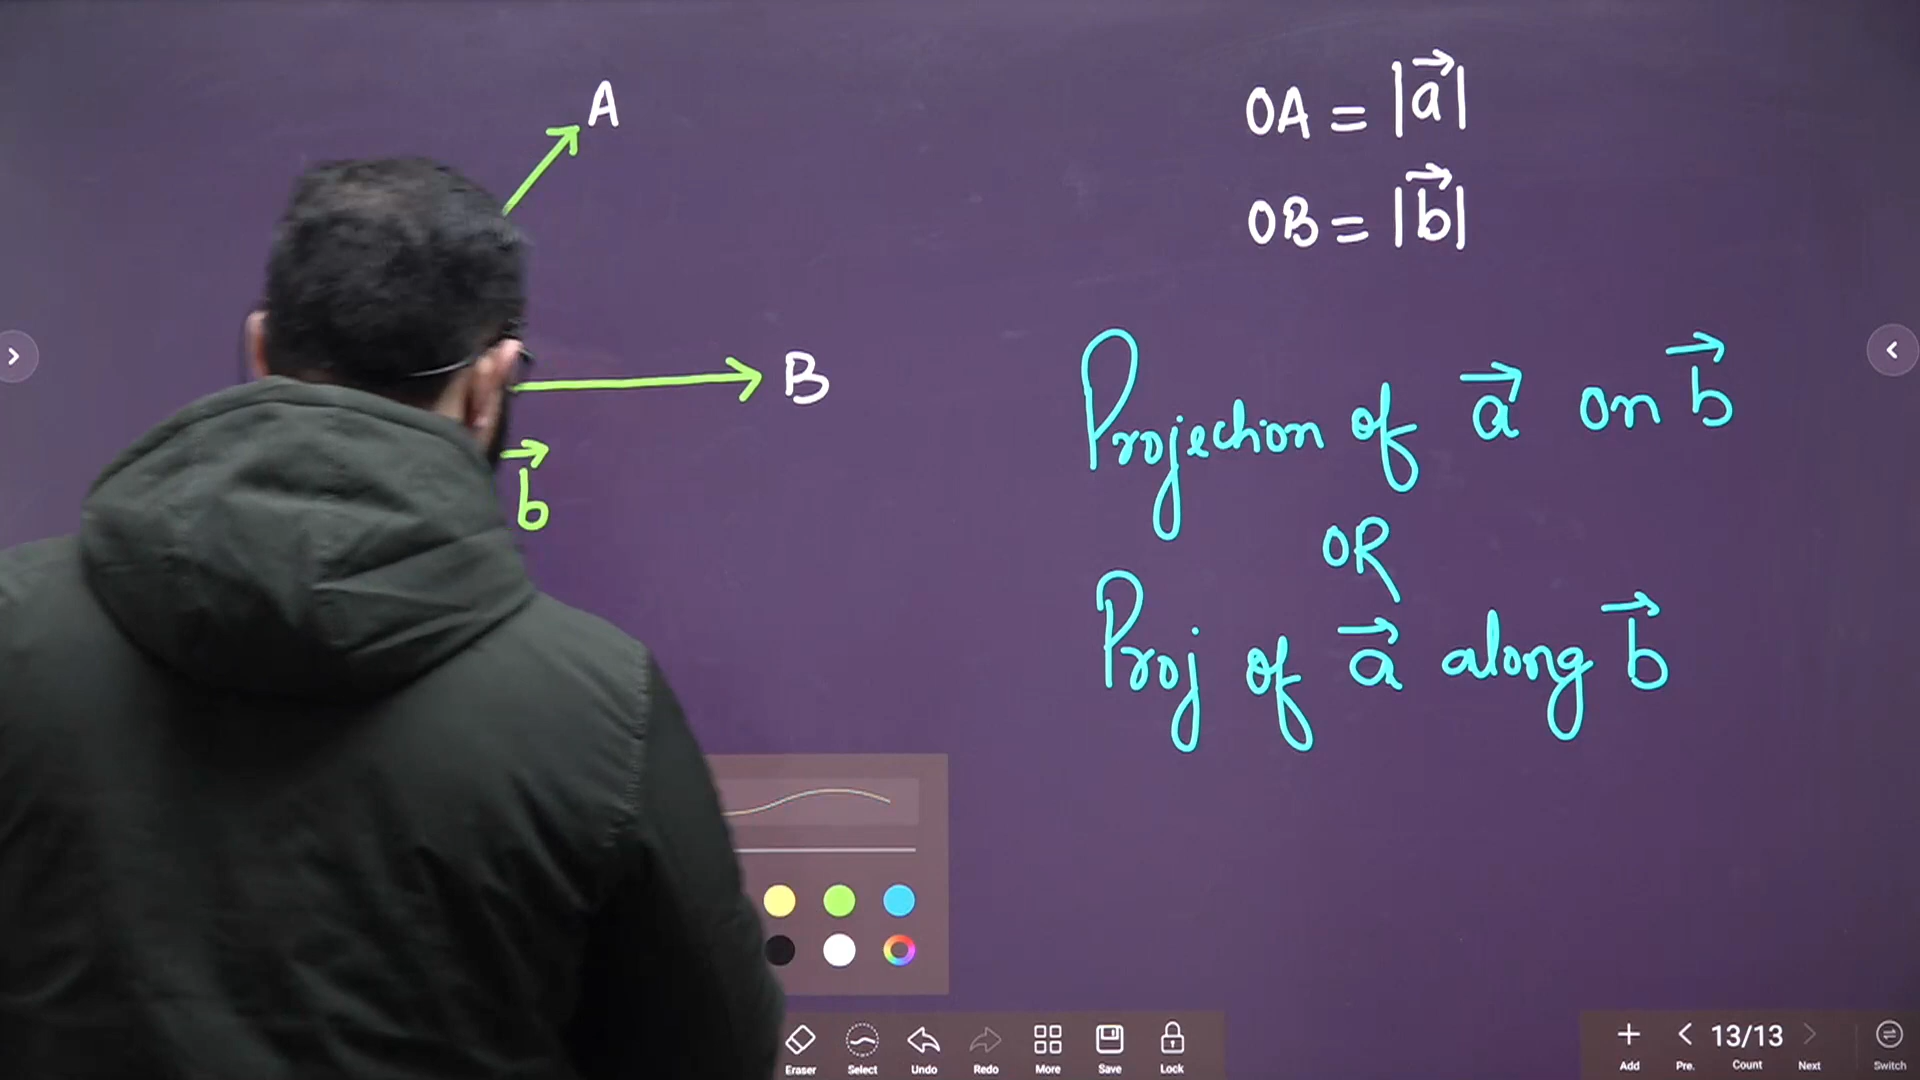 A
B
b
OA = |a|
OB = |b|
Projection of a on b
OR
Proj of a along b
Eraser Select Undo Redo More Save Lock
13/13
Add Pre. Count Next Switch